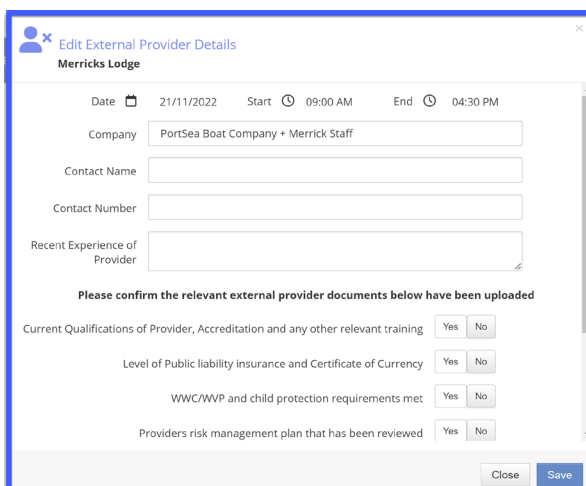 Edit External Provider Details
Merricks Lodge
Date 21/11/2022 Start 09:00 AM End 04:30 PM
Company PortSea Boat Company + Merrick Staff
Contact Name
Contact Number
Recent Experience of
Provider
Please confirm the relevant external provider documents below have been uploaded
Current Qualifications of Provider, Accreditation and any other relevant training Yes No
Level of Public liability insurance and Certificate of Currency Yes No
WWC/WVP and child protection requirements met Yes No
Providers risk management plan that has been reviewed Yes No
Close Save